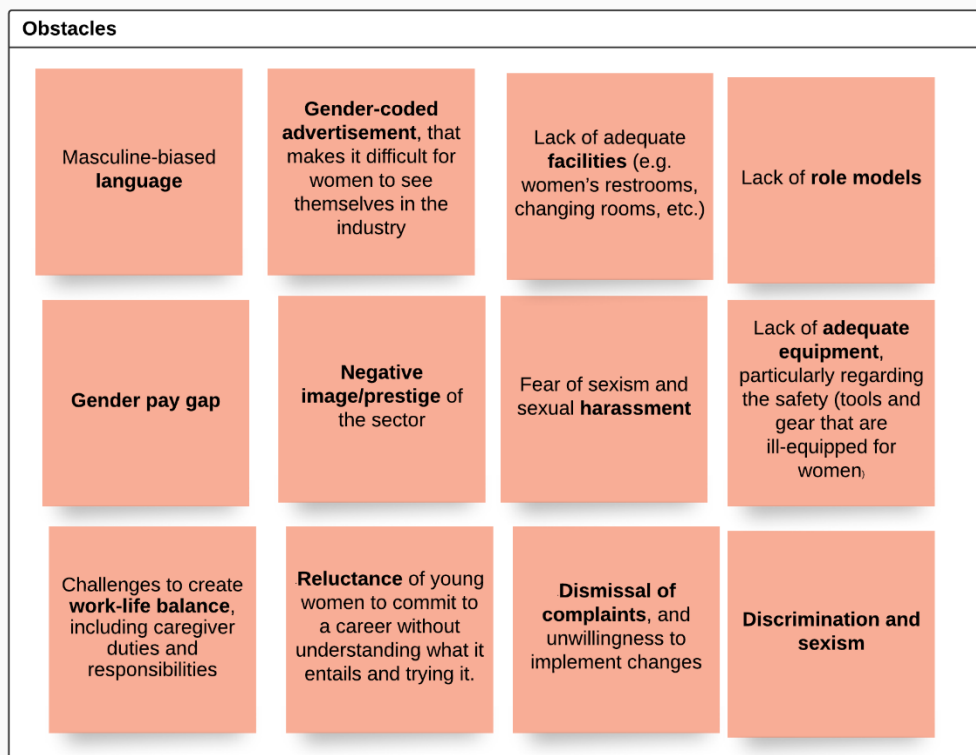 Obstacles
Masculine-biased
language
Gender-coded
advertisement, that
makes it difficult for
women to see
themselves in the
industry
Lack of adequate
facilities (e.g.
women's restrooms,
changing rooms, etc.)
Lack of role models
Gender pay gap
Negative
image/prestige of
the sector
Fear of sexism and
sexual harassment
Lack of adequate
equipment,
particularly regarding
the safety (tools and
gear that are
ill-equipped for
women)
Challenges to create
work-life balance,
including caregiver
duties and
responsibilities
.Reluctance of young
women to commit to
a career without
understanding what it
entails and trying it.
.Dismissal of
complaints, and
unwillingness to
implement changes
Discrimination and
sexism